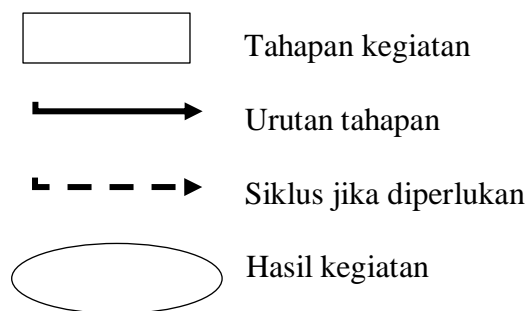 Tahapan kegiatan
Urutan tahapan
Siklus jika diperlukan
Hasil kegiatan